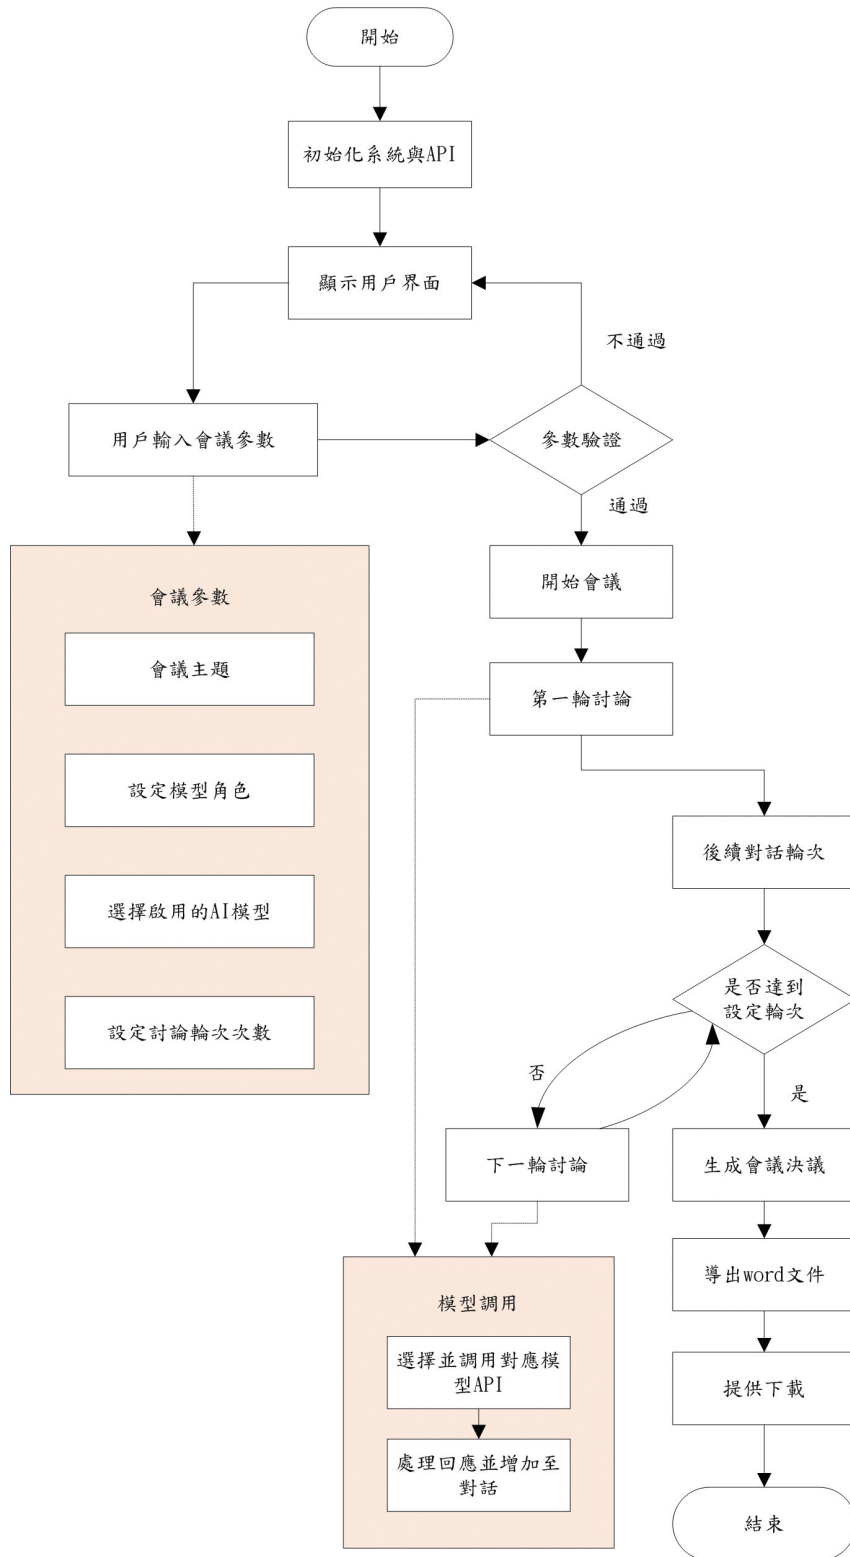 開始
初始化系統與API
顯示用戶界面
不通過
用戶輸入會議參數
參數驗證
通過
會議參數
會議主題
設定模型角色
選擇啟用的AI模型
設定討論輪次次數
開始會議
第一輪討論
後續對話輪次
是否達到
設定輪次
否
是
下一輪討論
生成會議決議
模型調用
選擇並調用對應模
型API
處理回應並增加至
對話
導出word文件
提供下載
結束